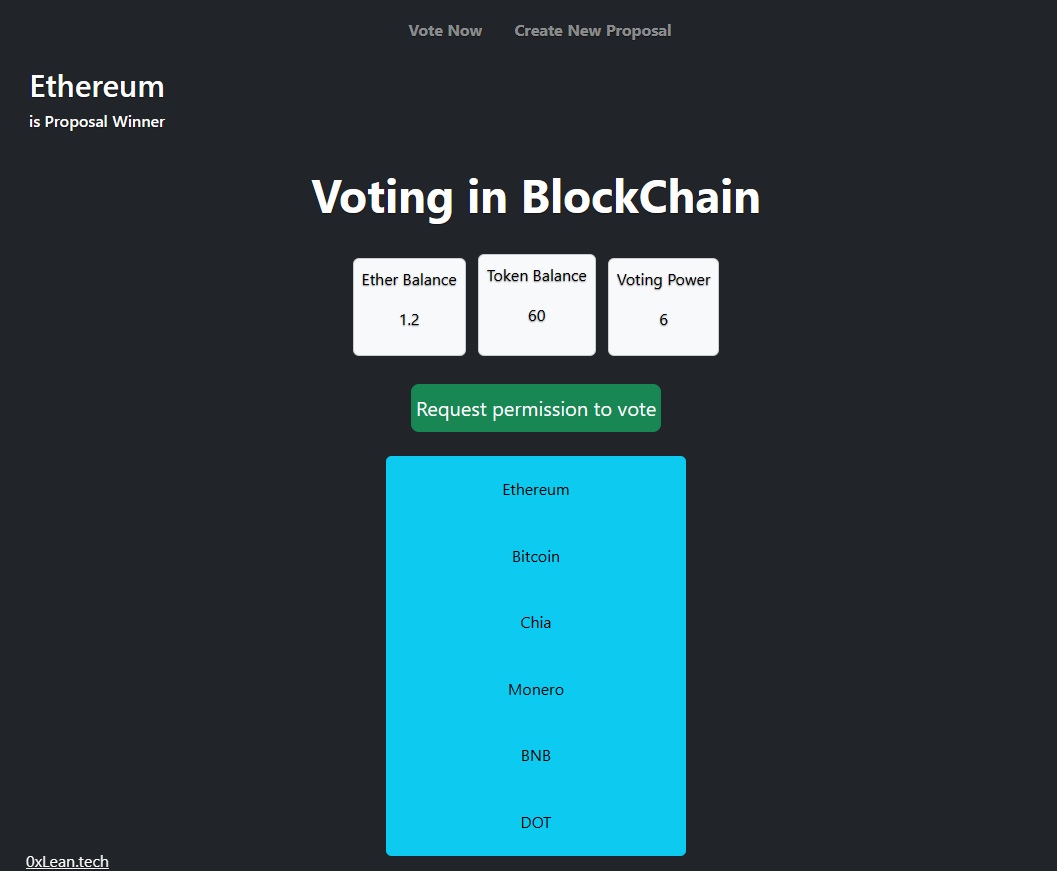 Vote Now Create New Proposal
Ethereum
is Proposal Winner
Voting in BlockChain
Ether Balance Token Balance Voting Power
1.2 60 6
Request permission to vote
Ethereum
Bitcoin
Chia
Monero
BNB
DOT
0xLean.tech